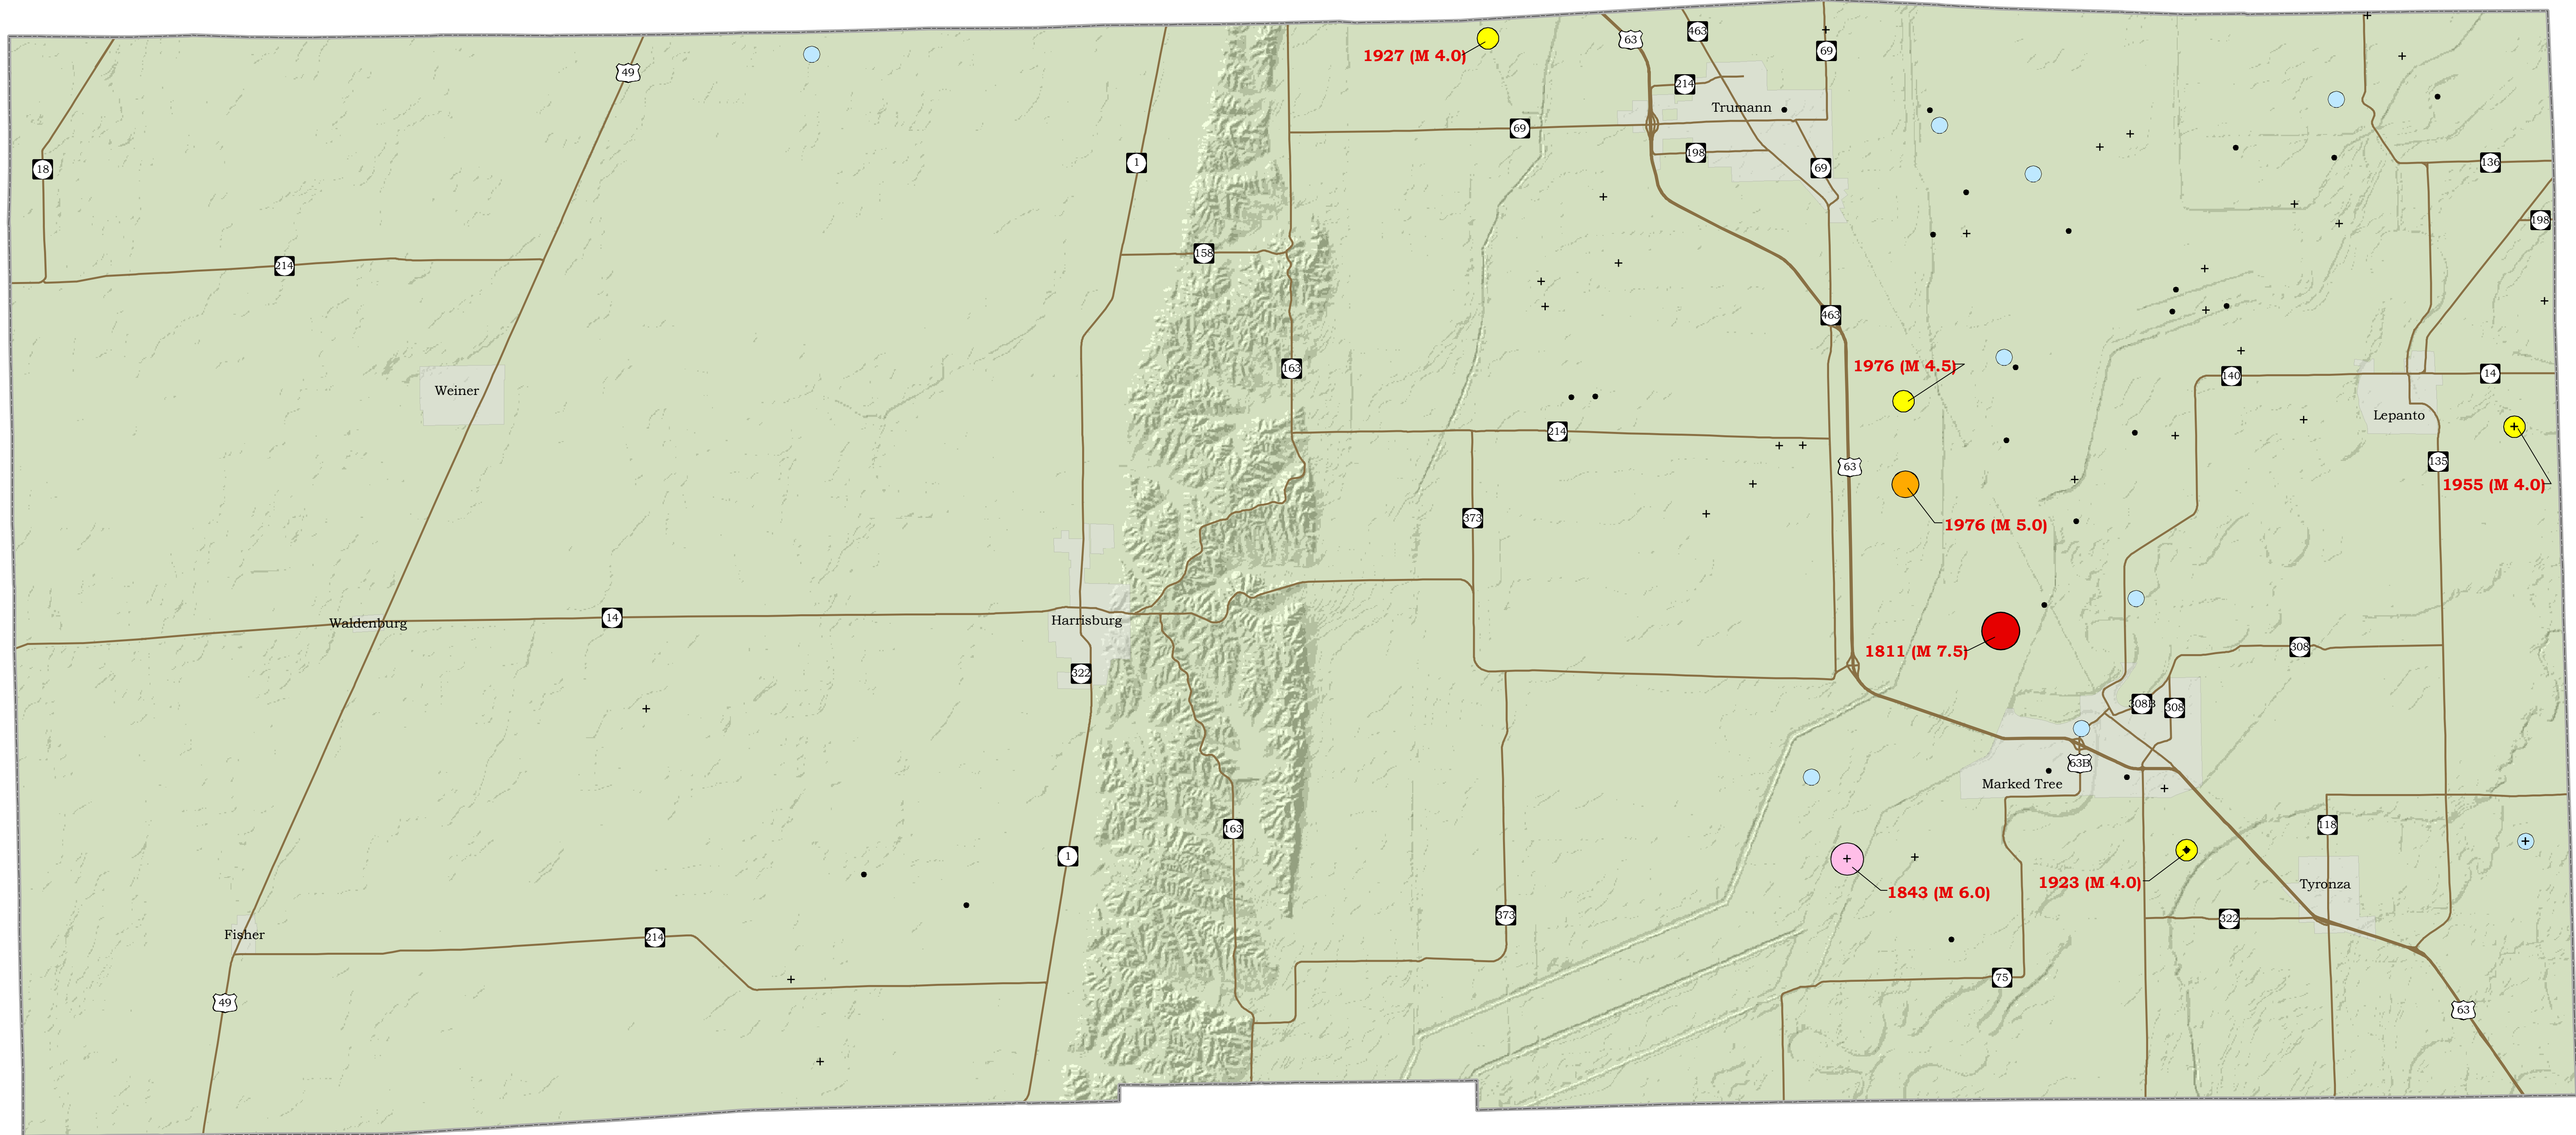 63
463
69
49
1927 (M 4.0)
214
Trumann
69
1
198
69
136
18
198
158
214
463
163
1976 (M 4.5)
140
14
Weiner
Lepanto
214
135
63
1955 (M 4.0)
373
1976 (M 5.0)
14
Waldenburg
Harrisburg
1811 (M 7.5)
308
322
308B
308
63B
Marked Tree
118
163
1
1923 (M 4.0)
Tyronza
1843 (M 6.0)
373
322
Fisher
214
75
49
63